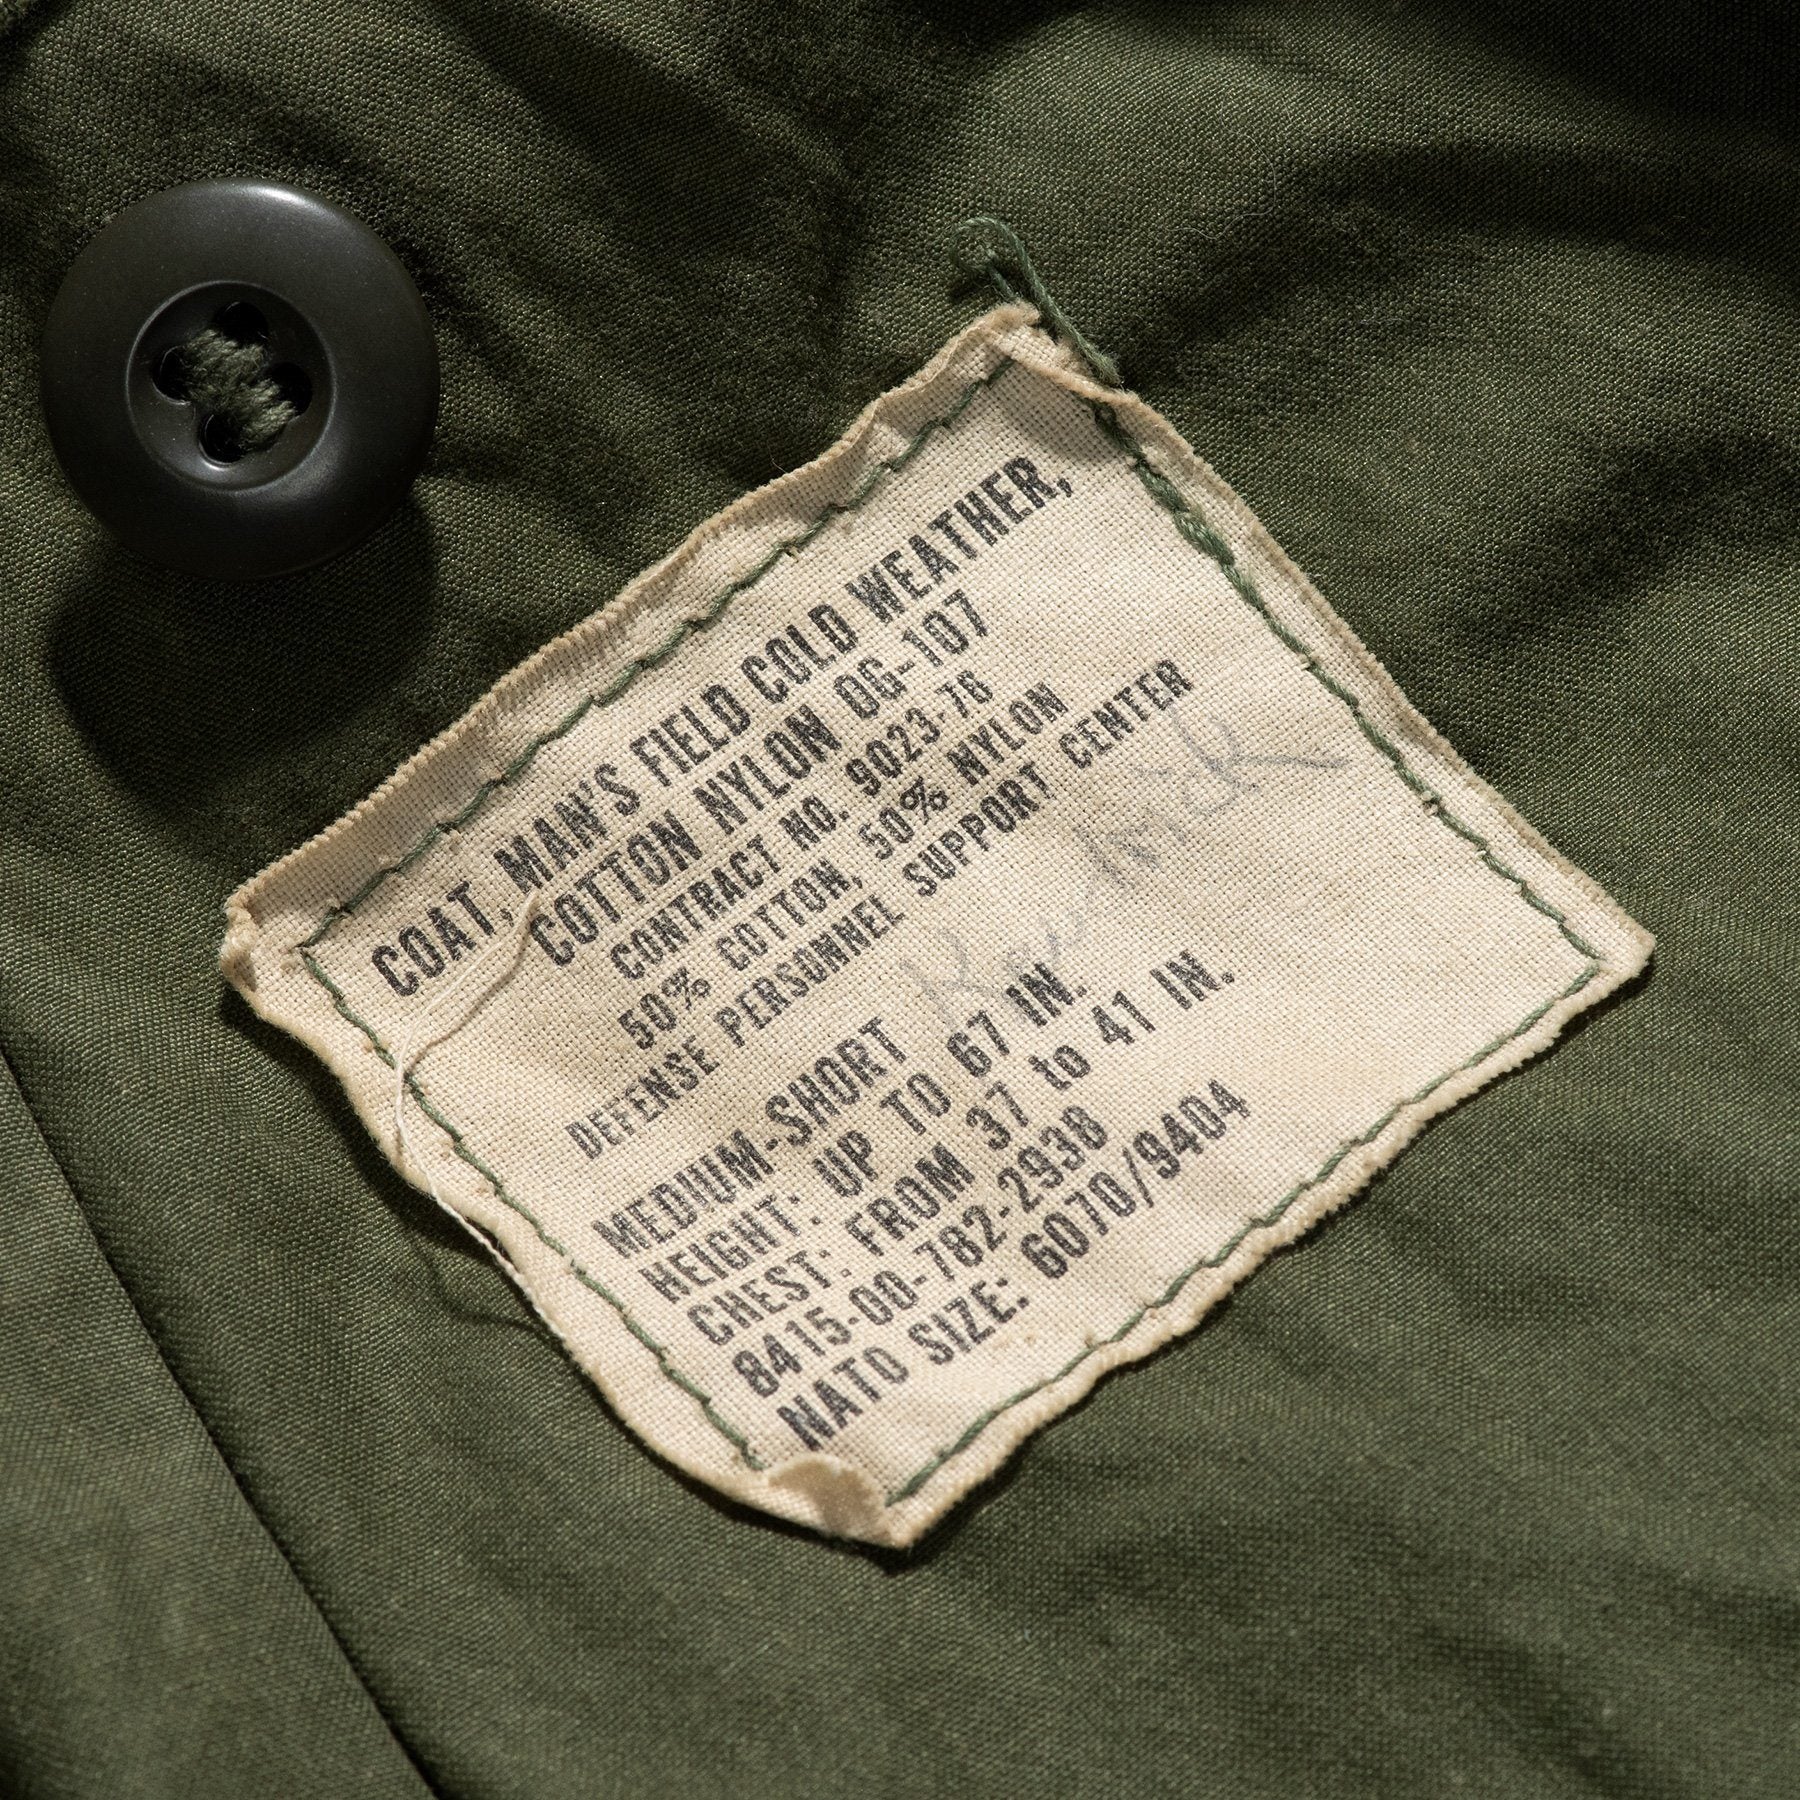 COAT, MAN'S FIELD COLD WEATHER,
COTTON NYLON OG-107
CONTRACT NO. 9023-76
50% COTTON, 50% NYLON
DEFENSE PERSONNEL SUPPORT CENTER
MEDIUM-SHORT
HEIGHT: UP TO 67 IN.
CHEST: FROM 37 to 41 IN.
8415-00-782-2938
NATO SIZE: 6070/9404